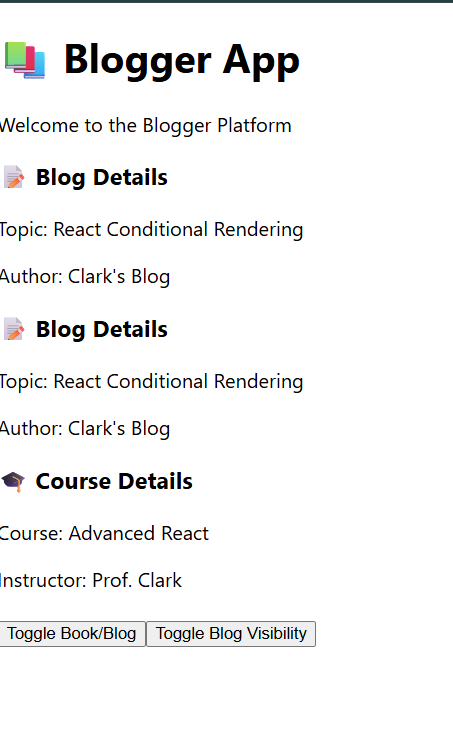 Blogger App
Welcome to the Blogger Platform
Blog Details
Topic: React Conditional Rendering
Author: Clark's Blog
Blog Details
Topic: React Conditional Rendering
Author: Clark's Blog
Course Details
Course: Advanced React
Instructor: Prof. Clark
Toggle Book/Blog Toggle Blog Visibility